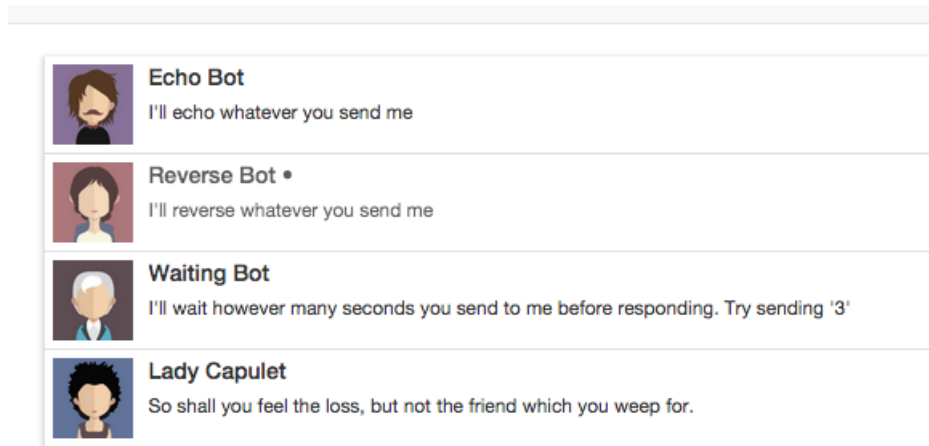 Echo Bot
I'll echo whatever you send me
Reverse Bot •
I'll reverse whatever you send me
Waiting Bot
I'll wait however many seconds you send to me before responding. Try sending '3'
Lady Capulet
So shall you feel the loss, but not the friend which you weep for.